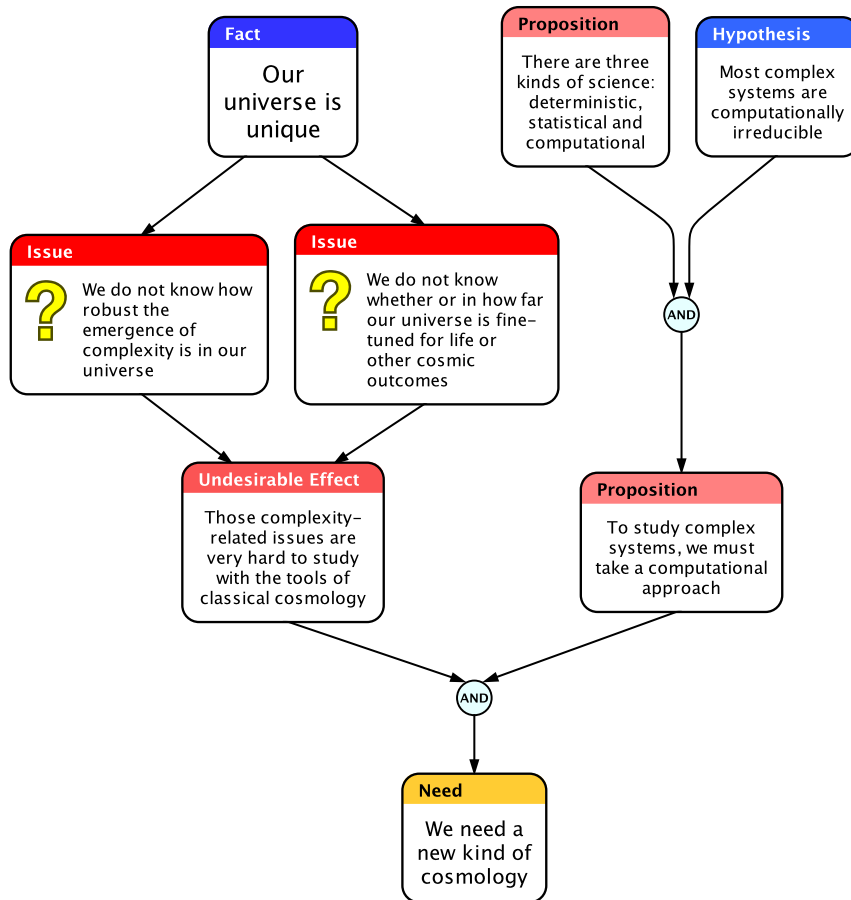 Fact
Our
universe is
unique
Proposition
There are three
kinds of science:
deterministic,
statistical and
computational
Hypothesis
Most complex
systems are
computationally
irreducible
Issue
?
We do not know how
robust the
emergence of
complexity is in our
universe
Issue
?
We do not know
whether or in how far
our universe is fine-
tuned for life or
other cosmic
outcomes
AND
Undesirable Effect
Those complexity-
related issues are
very hard to study
with the tools of
classical cosmology
Proposition
To study complex
systems, we must
take a computational
approach
AND
Need
We need a
new kind of
cosmology